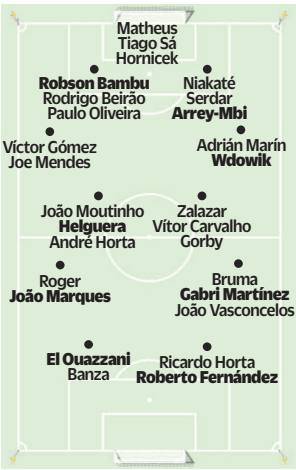 Matheus
Tiago Sá
Hornicek
Robson Bambu
Rodrigo Beirão
Paulo Oliveira
Niakaté
Serdar
Arrey-Mbi
Víctor Gómez
Joe Mendes
Adrián Marín
Wdowik
João Moutinho
Helguera
André Horta
Zalazar
Vítor Carvalho
Gorby
Roger
João Marques
Bruma
Gabri Martínez
João Vasconcelos
El Ouazzani
Banza
Ricardo Horta
Roberto Fernández